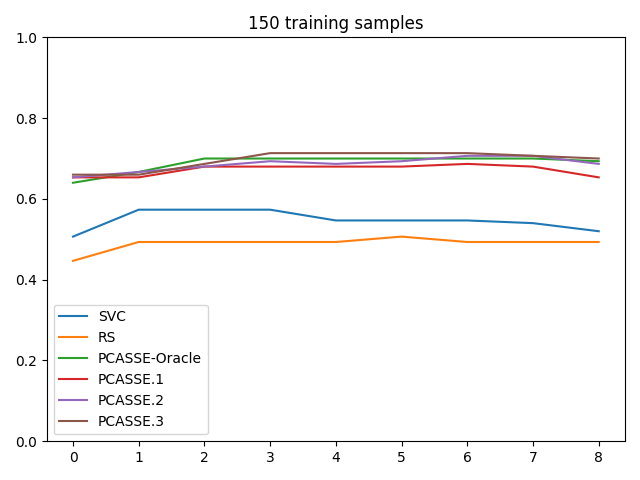 150 training samples
1.0
0.8
0.6
0.4
0.2
0.0
SVC
RS
PCASSE-Oracle
PCASSE.1
PCASSE.2
PCASSE.3
0 1 2 3 4 5 6 7 8